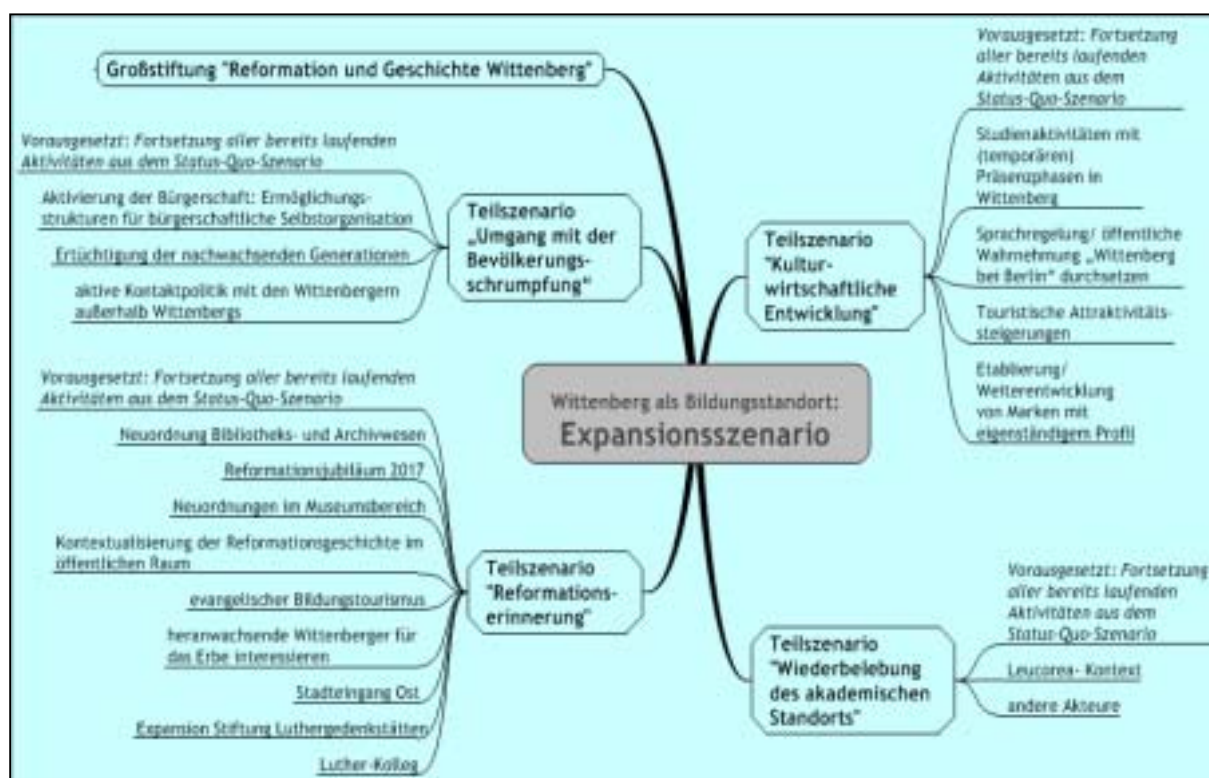 Großstiftung "Reformation und Geschichte Wittenberg"
Vorausgesetzt: Fortsetzung aller bereits laufenden
Aktivitäten aus dem Status-Quo-Szenario
Aktivierung der Bürgerschaft: Ermöglichungs-
strukturen für bürgerschaftliche Selbstorganisation
Ertüchtigung der nachwachsenden Generationen
aktive Kontaktpolitik mit den Wittenbergern
außerhalb Wittenbergs
Teilszenario
„Umgang mit der
Bevölkerungs-
schrumpfung“
Vorausgesetzt: Fortsetzung
aller bereits laufenden
Aktivitäten aus dem
Status-Quo-Szenario
Studienaktivitäten mit
(temporären)
Präsenzphasen in
Wittenberg
Sprachregelung/ öffentliche
Wahrnehmung „Wittenberg
bei Berlin“ durchsetzen
Touristische Attraktivitäts-
steigerungen
Etablierung/
Weiterentwicklung
von Marken mit
eigenständigem Profil
Teilszenario
"Kultur-
wirtschaftliche
Entwicklung"
Wittenberg als Bildungsstandort:
Expansionsszenario
Vorausgesetzt: Fortsetzung aller bereits laufenden
Aktivitäten aus dem Status-Quo-Szenario
Neuordnung Bibliotheks- und Archivwesen
Reformationsjubiläum 2017
Neuordnungen im Museumsbereich
Kontextualisierung der Reformationsgeschichte im
öffentlichen Raum
evangelischer Bildungstourismus
heranwachsende Wittenberger für
das Erbe interessieren
Stadteingang Ost
Expansion Stiftung Luthergedenkstätten
Luther-Kolleg
Teilszenario
"Reformations-
erinnerung"
Teilszenario
"Wiederbelebung
des akademischen
Standorts"
Vorausgesetzt: Fortsetzung
aller bereits laufenden
Aktivitäten aus dem
Status-Quo-Szenario
Leucorea- Kontext
andere Akteure